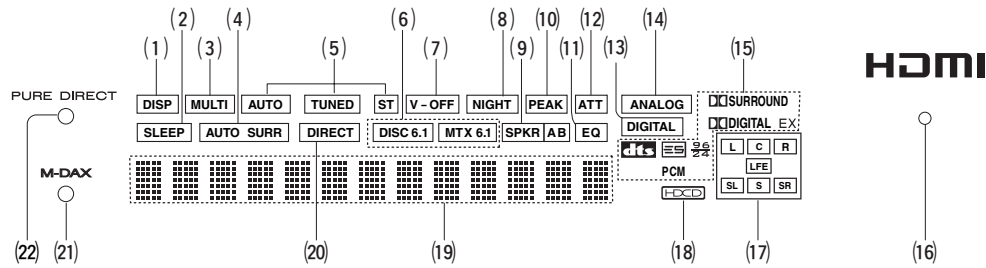 (1) (2) (3) (4) (5) (6) (7) (8) (9) (10) (11) (12) (13) (14) (15)
HDMI
PURE DIRECT
DISP MULTI AUTO TUNED ST V – OFF NIGHT PEAK ATT ANALOG
SLEEP AUTO SURR DIRECT DISC 6.1 MTX 6.1 SPKR A B EQ DIGITAL
SURROUND
DIGITAL EX
dts ES 96/24
PCM
HDCD
L C R
LFE
SL S SR
M-DAX
(22) (21) (20) (19) (18) (17) (16)